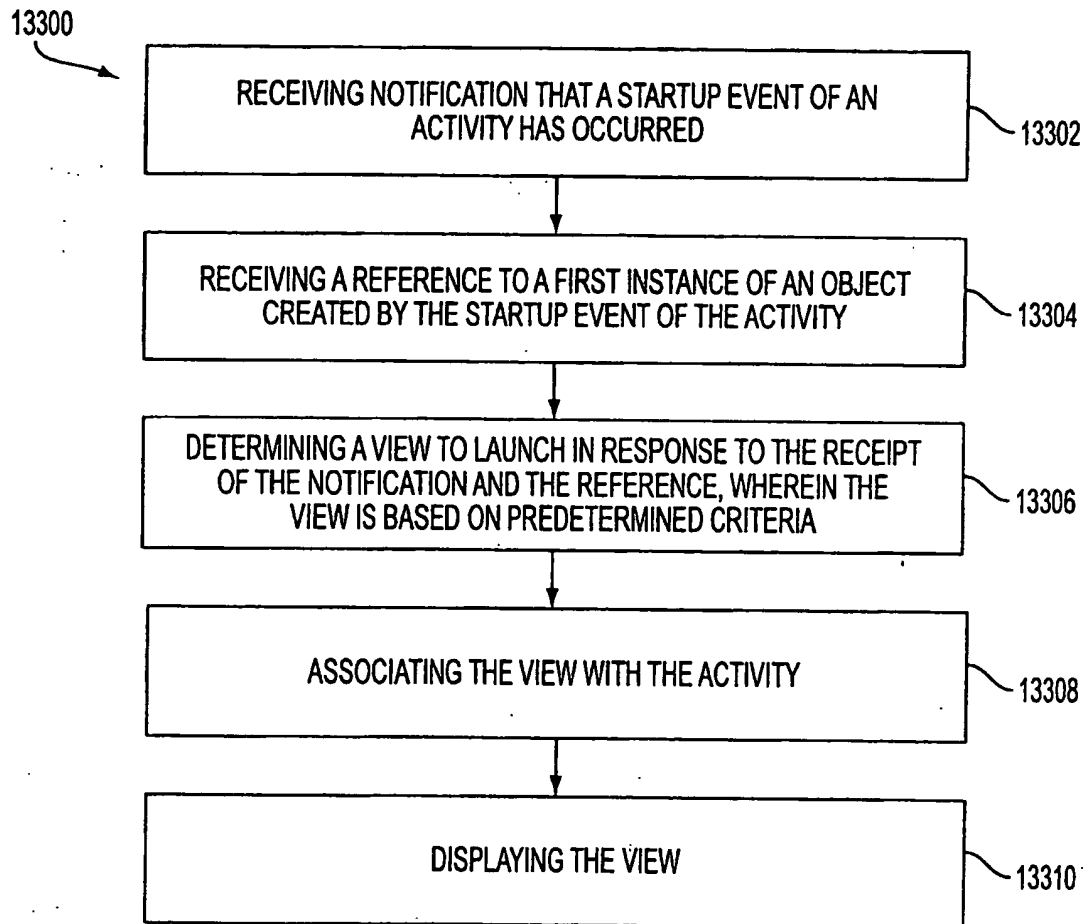 13300
RECEIVING NOTIFICATION THAT A STARTUP EVENT OF AN
ACTIVITY HAS OCCURRED
13302
RECEIVING A REFERENCE TO A FIRST INSTANCE OF AN OBJECT
CREATED BY THE STARTUP EVENT OF THE ACTIVITY
13304
DETERMINING A VIEW TO LAUNCH IN RESPONSE TO THE RECEIPT
OF THE NOTIFICATION AND THE REFERENCE, WHEREIN THE
VIEW IS BASED ON PREDETERMINED CRITERIA
13306
ASSOCIATING THE VIEW WITH THE ACTIVITY
13308
DISPLAYING THE VIEW
13310